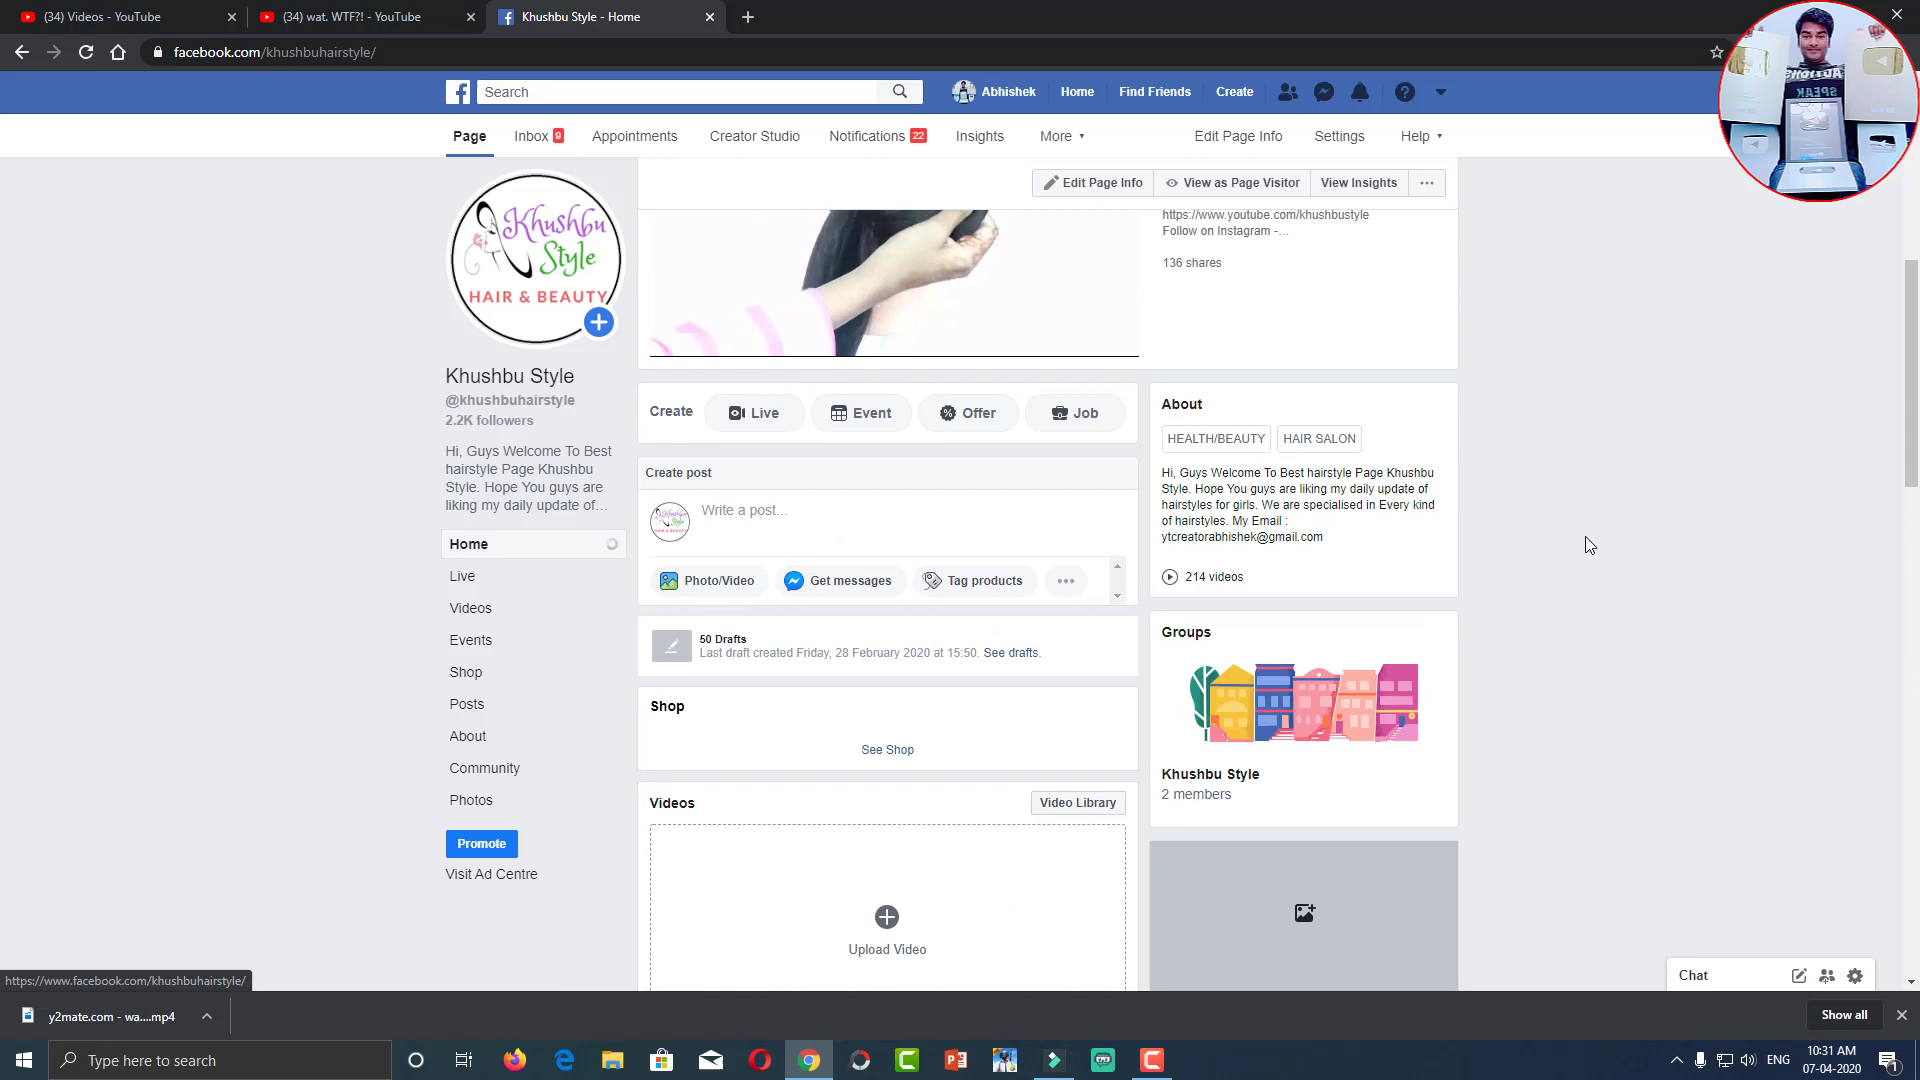 (34) Videos - YouTube
(34) wat. WTF?! - YouTube
Khushbu Style - Home
facebook.com/khushbuhairstyle/
Search
Abhishek
Home
Find Friends
Create
Page
Inbox 9
Appointments
Creator Studio
Notifications 22
Insights
More
Edit Page Info
Settings
Help
Edit Page Info
View as Page Visitor
View Insights
Khushbu
Style
HAIR & BEAUTY
https://www.youtube.com/khushbustyle
Follow on Instagram -...
136 shares
Khushbu Style
@khushbuhairstyle
2.2K followers
Hi, Guys Welcome To Best
hairstyle Page Khushbu
Style. Hope You guys are
liking my daily update of...
Home
Live
Videos
Events
Shop
Posts
About
Community
Photos
Promote
Visit Ad Centre
Create
Live
Event
Offer
Job
Create post
Write a post...
Photo/Video
Get messages
Tag products
50 Drafts
Last draft created Friday, 28 February 2020 at 15:50. See drafts.
Shop
See Shop
Videos
Video Library
Upload Video
About
HEALTH/BEAUTY
HAIR SALON
Hi, Guys Welcome To Best hairstyle Page Khushbu
Style. Hope You guys are liking my daily update of
hairstyles for girls. We are specialised in Every kind
of hairstyles. My Email :
ytcreatorabhishek@gmail.com
214 videos
Groups
Khushbu Style
2 members
Chat
https://www.facebook.com/khushbuhairstyle/
y2mate.com - wa....mp4
Show all
Type here to search
ENG
10:31 AM
07-04-2020
1